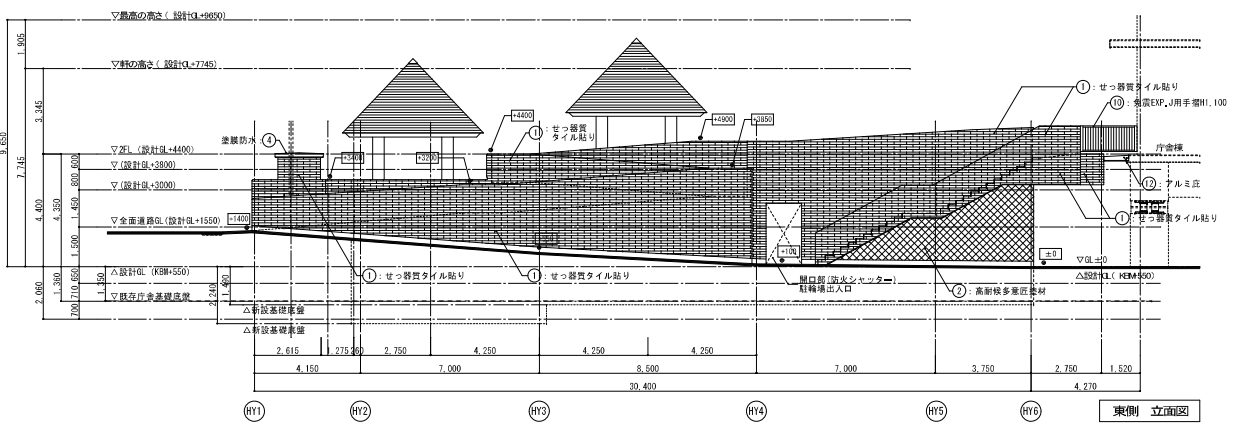 ▽最高の高さ( 設計GL+9650)
▽軒の高さ( 設計GL+7745)
1,905
3,345
9,650
7,745
+4400
①：せっ器質
タイル貼り
+4900
+3850
①：せっ器質タイル貼り
⑩：免震EXP.J用手摺H1,100
塗膜防水：④
▽2FL (設計GL+4400)
▽(設計GL+3800)
▽(設計GL+3000)
▽全面道路GL(設計GL+1550)
+3400
+3200
庁舎棟
⑫：アルミ庇
①：せっ器質タイル貼り
+1400
600
800
1,450
1,500
4,400
4,350
△設計GL (KBM+550)
▽既存庁舎基礎底盤
△新設基礎底盤
△新設基礎底盤
①：せっ器質タイル貼り
①：せっ器質タイル貼り
+100
±0
▽GL±0
△設計GL( KBM+550)
開口部(防火シャッター)
駐輪場出入口
②：高耐候多意匠塗材
2,060
1,360
700
710
650
1,350
2,240
1,490
2,615
1,275
260
2,750
4,250
4,250
4,250
4,150
7,000
8,500
7,000
3,750
2,750
1,520
30,400
4,270
HY1
HY2
HY3
HY4
HY5
HY6
東側 立面図